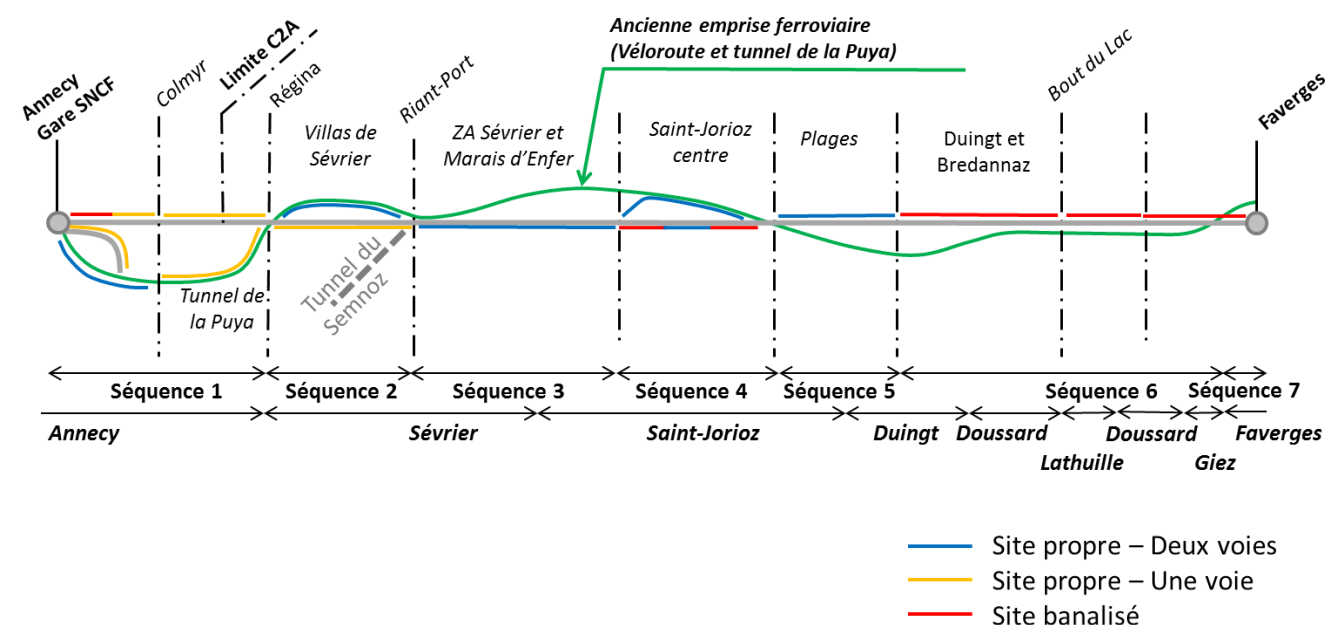 Ancienne emprise ferroviaire
(Véloroute et tunnel de la Puya)
Annecy
Gare SNCF
Colmyr
Limite C2A
Régina
Villas de
Sévrier
Riant-Port
ZA Sévrier et
Marais d’Enfer
Saint-Jorioz
centre
Plages
Duingt et
Bredannaz
Bout du Lac
Faverges
Tunnel de
la Puya
Tunnel du
Semnoz
Séquence 1
Séquence 2
Séquence 3
Séquence 4
Séquence 5
Séquence 6
Séquence 7
Annecy
Sévrier
Saint-Jorioz
Duingt
Doussard
Lathuille
Doussard
Giez
Faverges
Site propre – Deux voies
Site propre – Une voie
Site banalisé